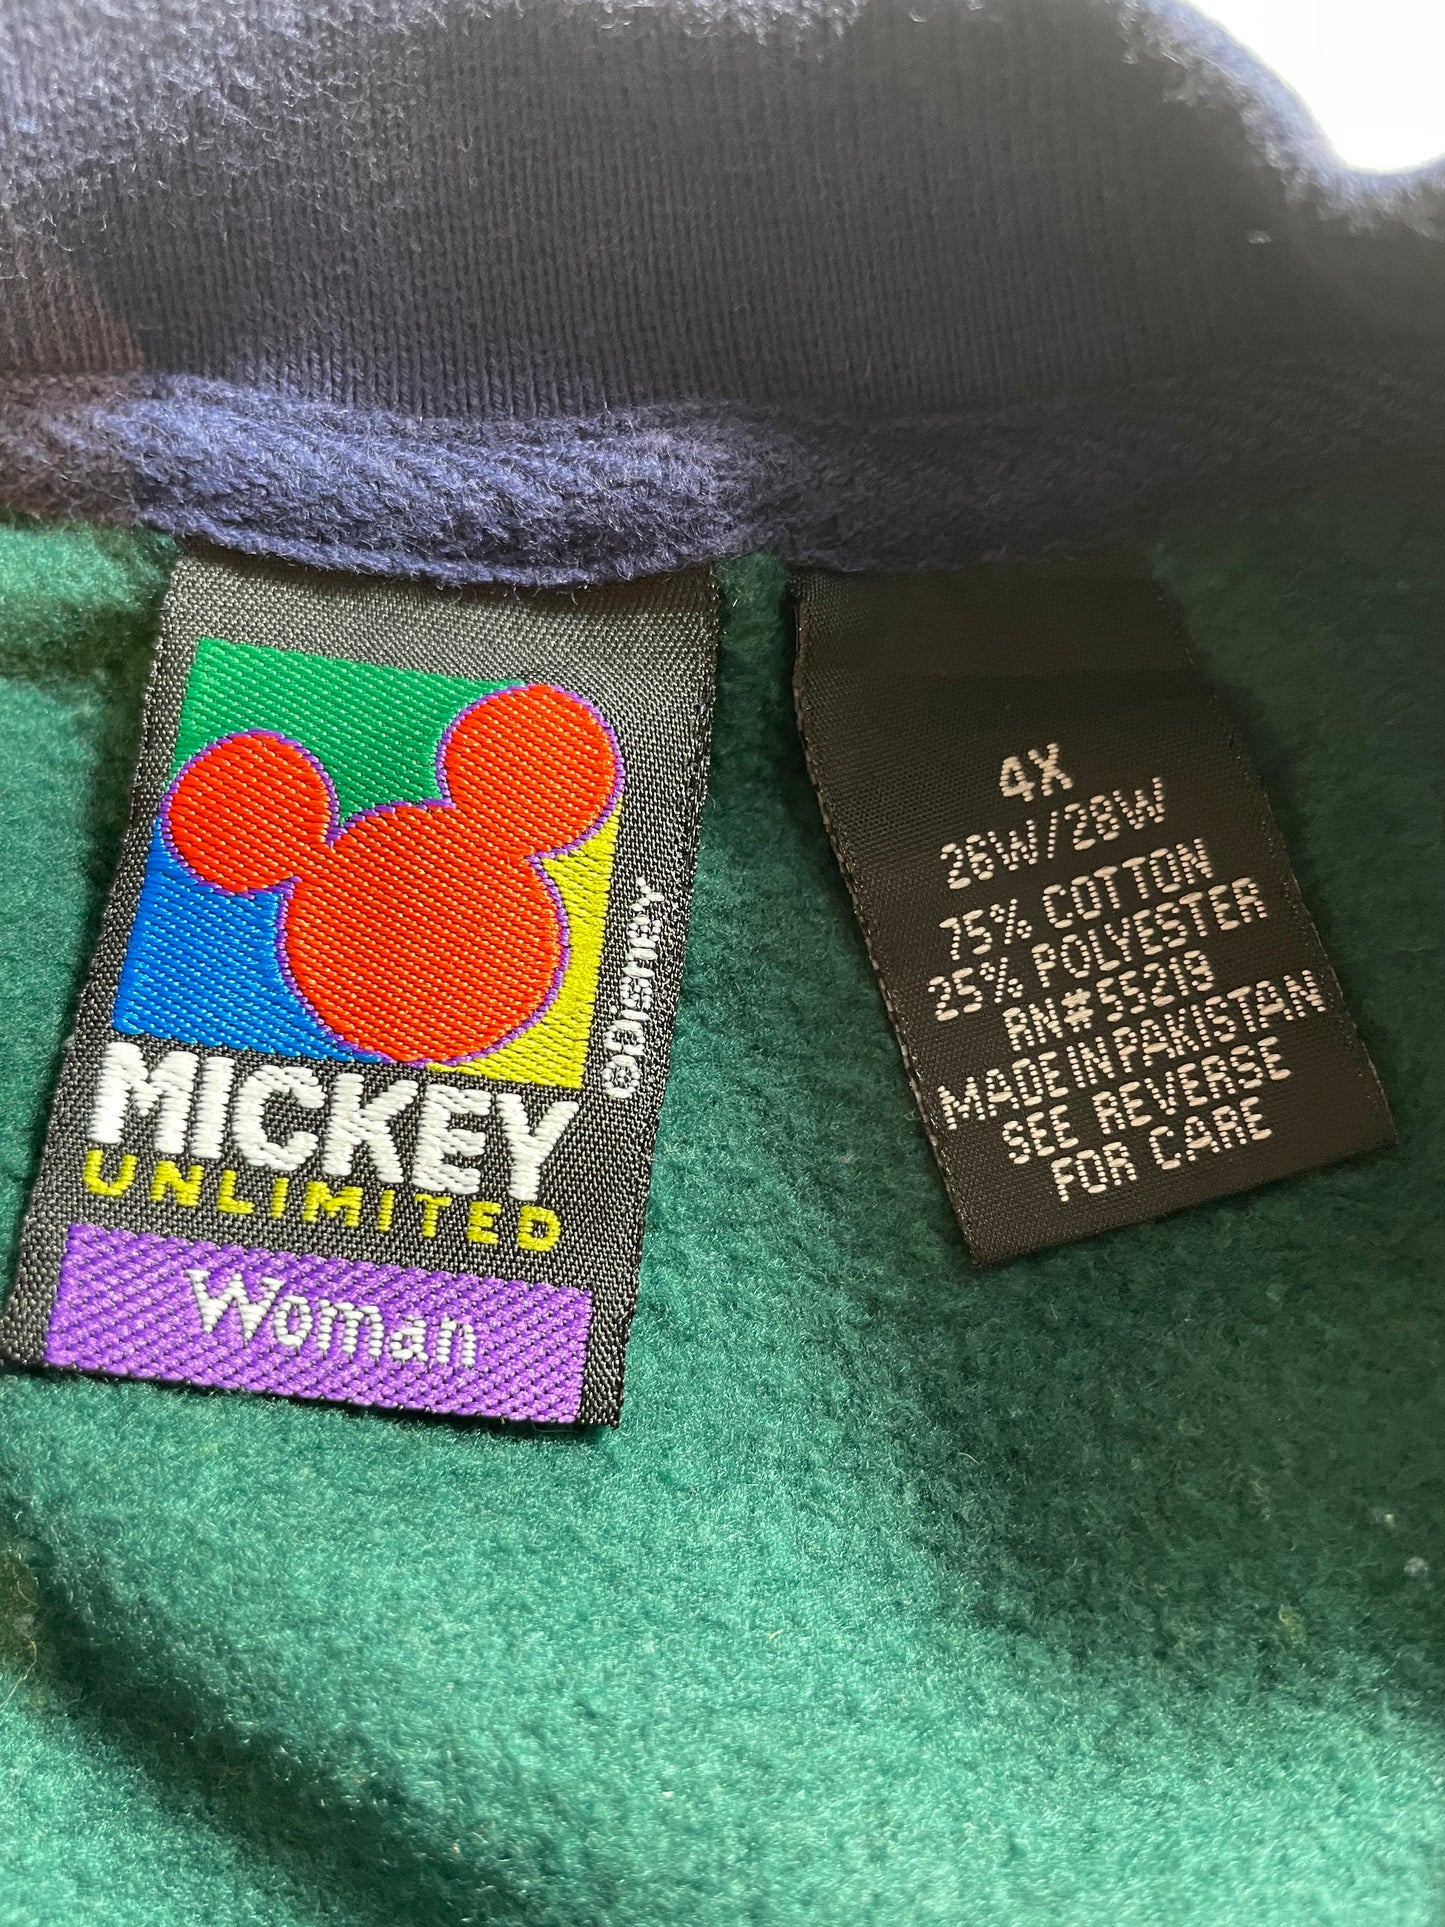 ©Disney
MICKEY
UNLIMITED
Woman
4X
26W/28W
75% COTTON
25% POLYESTER
RN#55219
MADE IN PAKISTAN
SEE REVERSE
FOR CARE